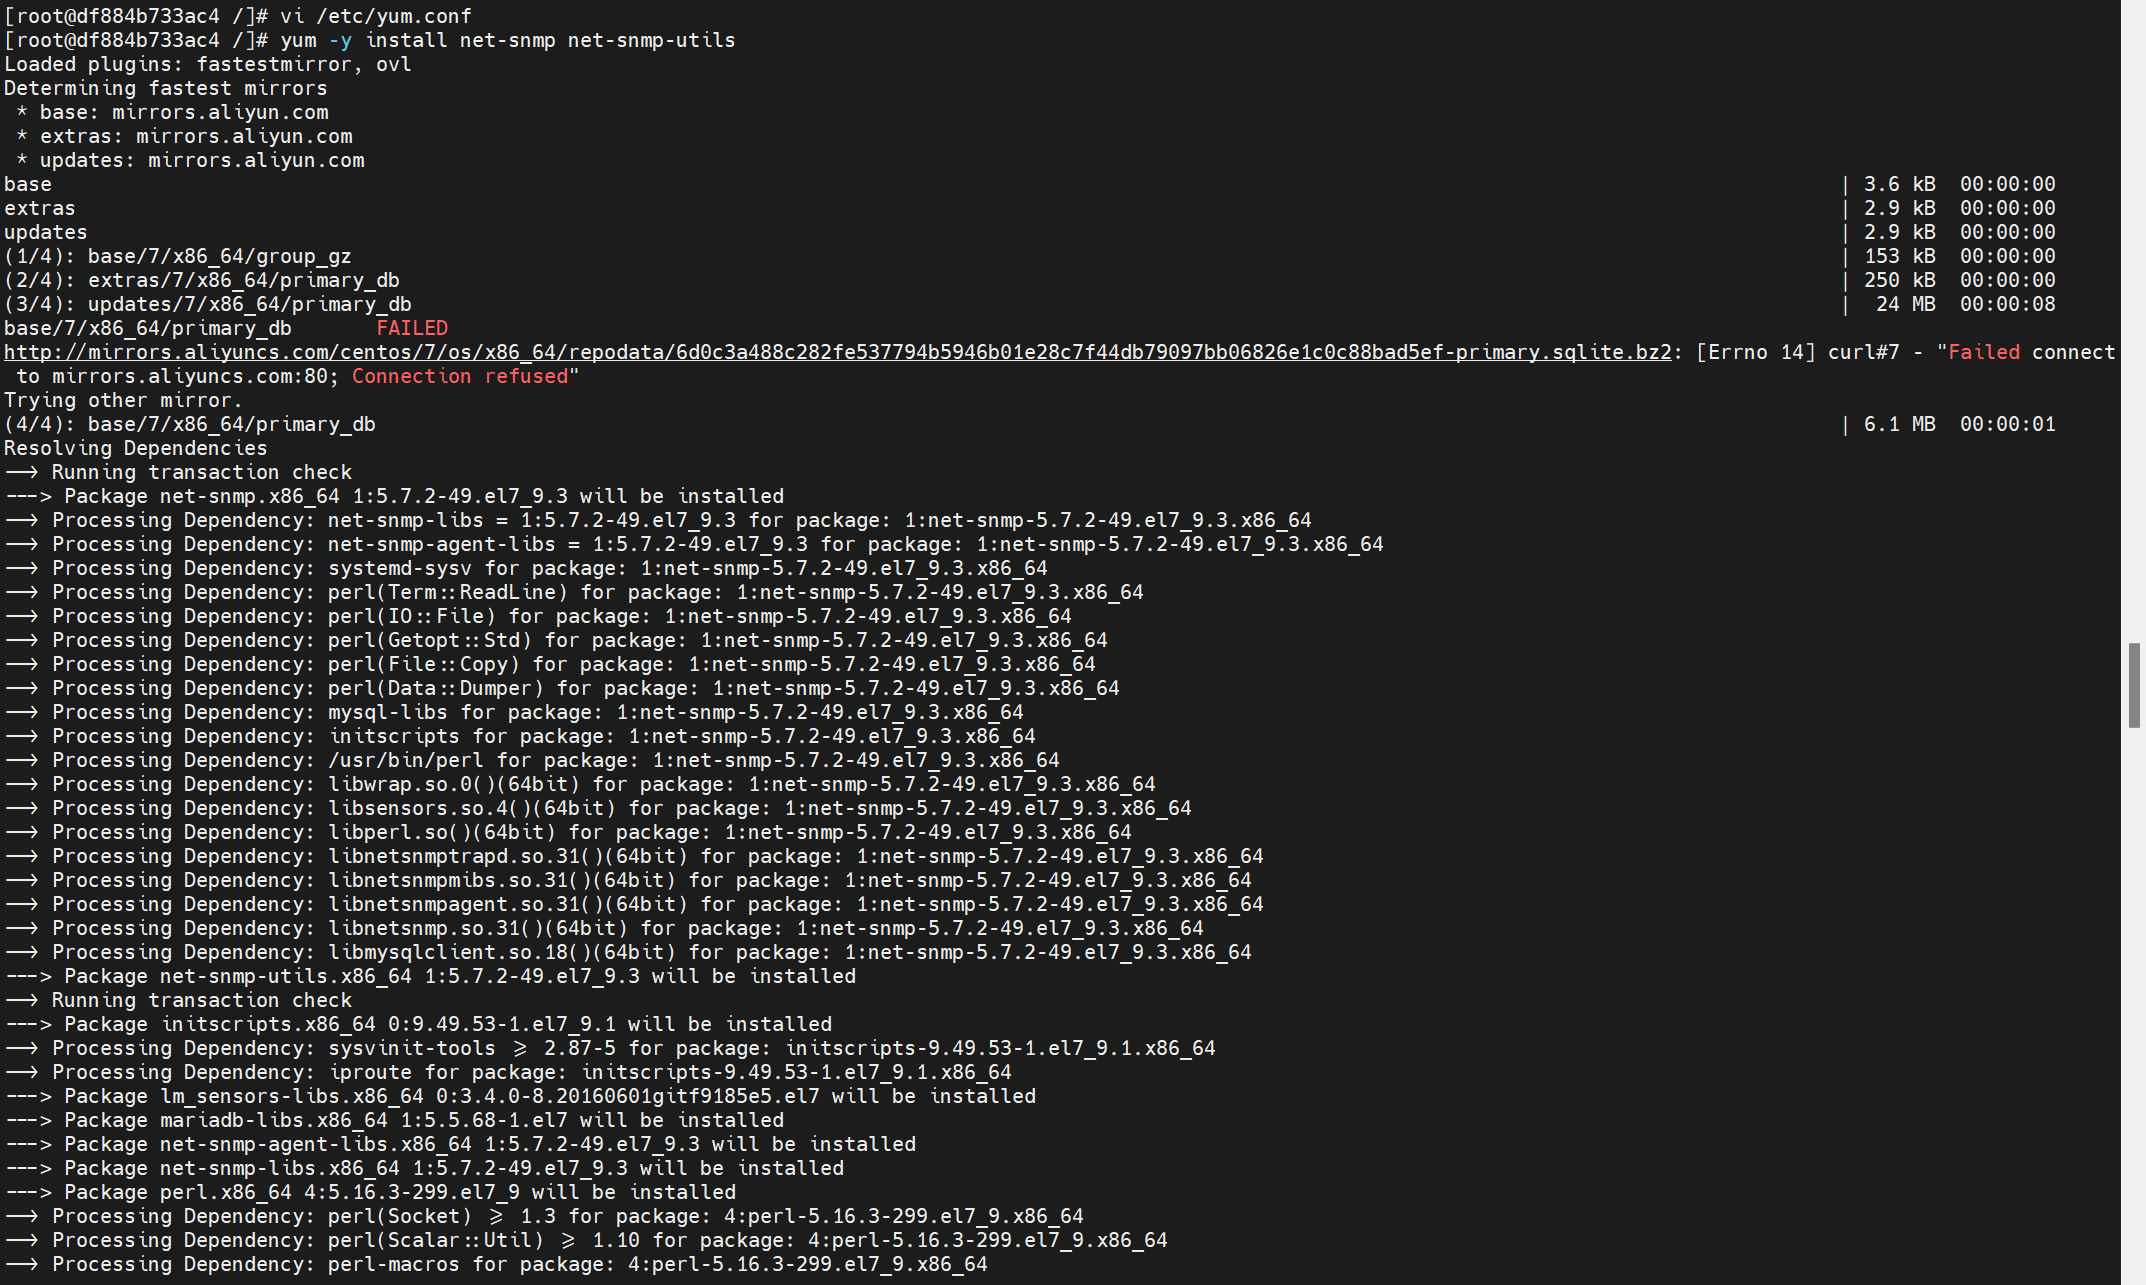 [root@df884b733ac4 /]# vi /etc/yum.conf
[root@df884b733ac4 /]# yum -y install net-snmp net-snmp-utils
Loaded plugins: fastestmirror, ovl
Determining fastest mirrors
 * base: mirrors.aliyun.com
 * extras: mirrors.aliyun.com
 * updates: mirrors.aliyun.com
base | 3.6 kB 00:00:00
extras | 2.9 kB 00:00:00
updates | 2.9 kB 00:00:00
(1/4): base/7/x86_64/group_gz | 153 kB 00:00:00
(2/4): extras/7/x86_64/primary_db | 250 kB 00:00:00
(3/4): updates/7/x86_64/primary_db | 24 MB 00:00:08
base/7/x86_64/primary_db FAILED
http://mirrors.aliyuncs.com/centos/7/os/x86_64/repodata/6d0c3a488c282fe537794b5946b01e28c7f44db79097bb06826e1c0c88bad5ef-primary.sqlite.bz2: [Errno 14] curl#7 - "Failed connect
 to mirrors.aliyuncs.com:80; Connection refused"
Trying other mirror.
(4/4): base/7/x86_64/primary_db | 6.1 MB 00:00:01
Resolving Dependencies
--> Running transaction check
---> Package net-snmp.x86_64 1:5.7.2-49.el7_9.3 will be installed
--> Processing Dependency: net-snmp-libs = 1:5.7.2-49.el7_9.3 for package: 1:net-snmp-5.7.2-49.el7_9.3.x86_64
--> Processing Dependency: net-snmp-agent-libs = 1:5.7.2-49.el7_9.3 for package: 1:net-snmp-5.7.2-49.el7_9.3.x86_64
--> Processing Dependency: systemd-sysv for package: 1:net-snmp-5.7.2-49.el7_9.3.x86_64
--> Processing Dependency: perl(Term::ReadLine) for package: 1:net-snmp-5.7.2-49.el7_9.3.x86_64
--> Processing Dependency: perl(IO::File) for package: 1:net-snmp-5.7.2-49.el7_9.3.x86_64
--> Processing Dependency: perl(Getopt::Std) for package: 1:net-snmp-5.7.2-49.el7_9.3.x86_64
--> Processing Dependency: perl(File::Copy) for package: 1:net-snmp-5.7.2-49.el7_9.3.x86_64
--> Processing Dependency: perl(Data::Dumper) for package: 1:net-snmp-5.7.2-49.el7_9.3.x86_64
--> Processing Dependency: mysql-libs for package: 1:net-snmp-5.7.2-49.el7_9.3.x86_64
--> Processing Dependency: initscripts for package: 1:net-snmp-5.7.2-49.el7_9.3.x86_64
--> Processing Dependency: /usr/bin/perl for package: 1:net-snmp-5.7.2-49.el7_9.3.x86_64
--> Processing Dependency: libwrap.so.0()(64bit) for package: 1:net-snmp-5.7.2-49.el7_9.3.x86_64
--> Processing Dependency: libsensors.so.4()(64bit) for package: 1:net-snmp-5.7.2-49.el7_9.3.x86_64
--> Processing Dependency: libperl.so()(64bit) for package: 1:net-snmp-5.7.2-49.el7_9.3.x86_64
--> Processing Dependency: libnetsnmptrapd.so.31()(64bit) for package: 1:net-snmp-5.7.2-49.el7_9.3.x86_64
--> Processing Dependency: libnetsnmpmibs.so.31()(64bit) for package: 1:net-snmp-5.7.2-49.el7_9.3.x86_64
--> Processing Dependency: libnetsnmpagent.so.31()(64bit) for package: 1:net-snmp-5.7.2-49.el7_9.3.x86_64
--> Processing Dependency: libnetsnmp.so.31()(64bit) for package: 1:net-snmp-5.7.2-49.el7_9.3.x86_64
--> Processing Dependency: libmysqlclient.so.18()(64bit) for package: 1:net-snmp-5.7.2-49.el7_9.3.x86_64
---> Package net-snmp-utils.x86_64 1:5.7.2-49.el7_9.3 will be installed
--> Running transaction check
---> Package initscripts.x86_64 0:9.49.53-1.el7_9.1 will be installed
--> Processing Dependency: sysvinit-tools >= 2.87-5 for package: initscripts-9.49.53-1.el7_9.1.x86_64
--> Processing Dependency: iproute for package: initscripts-9.49.53-1.el7_9.1.x86_64
---> Package lm_sensors-libs.x86_64 0:3.4.0-8.20160601gitf9185e5.el7 will be installed
---> Package mariadb-libs.x86_64 1:5.5.68-1.el7 will be installed
---> Package net-snmp-agent-libs.x86_64 1:5.7.2-49.el7_9.3 will be installed
---> Package net-snmp-libs.x86_64 1:5.7.2-49.el7_9.3 will be installed
---> Package perl.x86_64 4:5.16.3-299.el7_9 will be installed
--> Processing Dependency: perl(Socket) >= 1.3 for package: 4:perl-5.16.3-299.el7_9.x86_64
--> Processing Dependency: perl(Scalar::Util) >= 1.10 for package: 4:perl-5.16.3-299.el7_9.x86_64
--> Processing Dependency: perl-macros for package: 4:perl-5.16.3-299.el7_9.x86_64